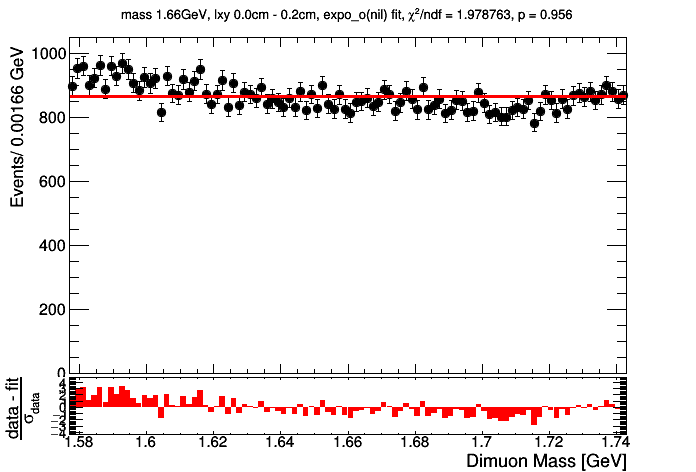 mass 1.66GeV, lxy 0.0cm - 0.2cm, expo_o(nil) fit, χ²/ndf = 1.978763, p = 0.956
Events/ 0.00166 GeV
1000
800
600
400
200
0
data - fit
σdata
4
2
0
1.58 1.6 1.62 1.64 1.66 1.68 1.7 1.72 1.74
Dimuon Mass [GeV]